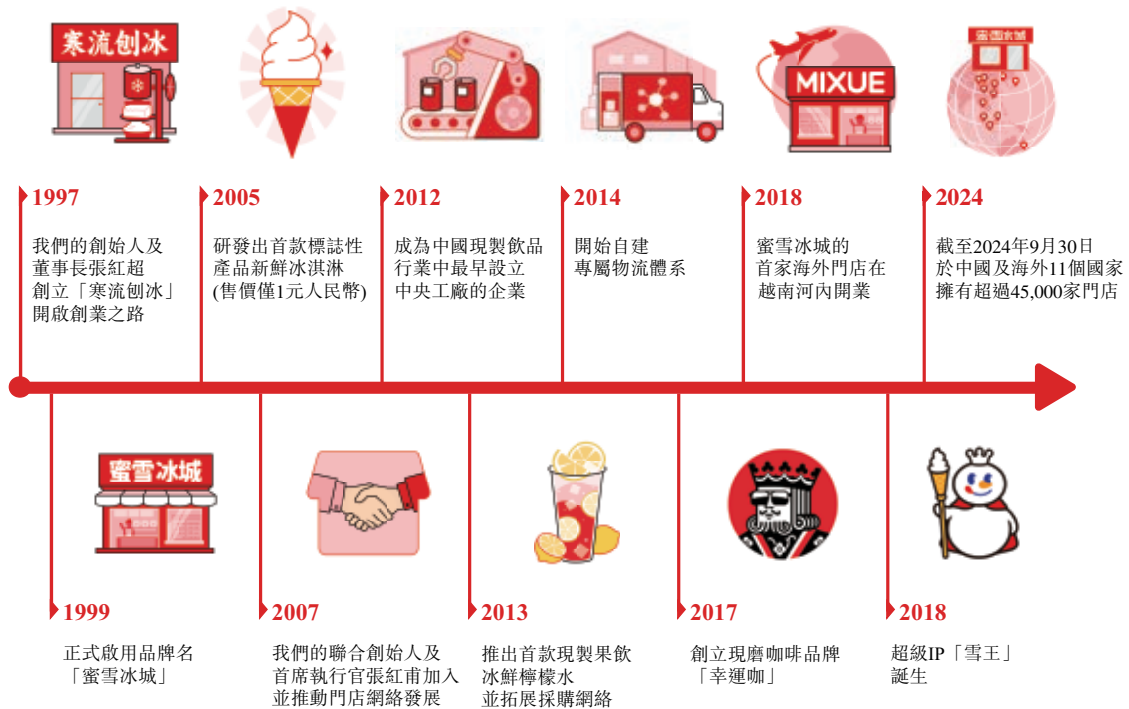 寒流刨冰
MIXUE
蜜雪冰城
1997
我們的創始人及
董事長張紅超
創立「寒流刨冰」
開啟創業之路
2005
研發出首款標誌性
產品新鮮冰淇淋
(售價僅1元人民幣)
2012
成為中國現製飲品
行業中最早設立
中央工廠的企業
2014
開始自建
專屬物流體系
2018
蜜雪冰城的
首家海外門店在
越南河內開業
2024
截至2024年9月30日
於中國及海外11個國家
擁有超過45,000家門店
蜜雪冰城
1999
正式啟用品牌名
「蜜雪冰城」
2007
我們的聯合創始人及
首席執行官張紅甫加入
並推動門店網絡發展
2013
推出首款現製果飲
冰鮮檸檬水
並拓展採購網絡
2017
創立現磨咖啡品牌
「幸運咖」
2018
超級IP「雪王」
誕生